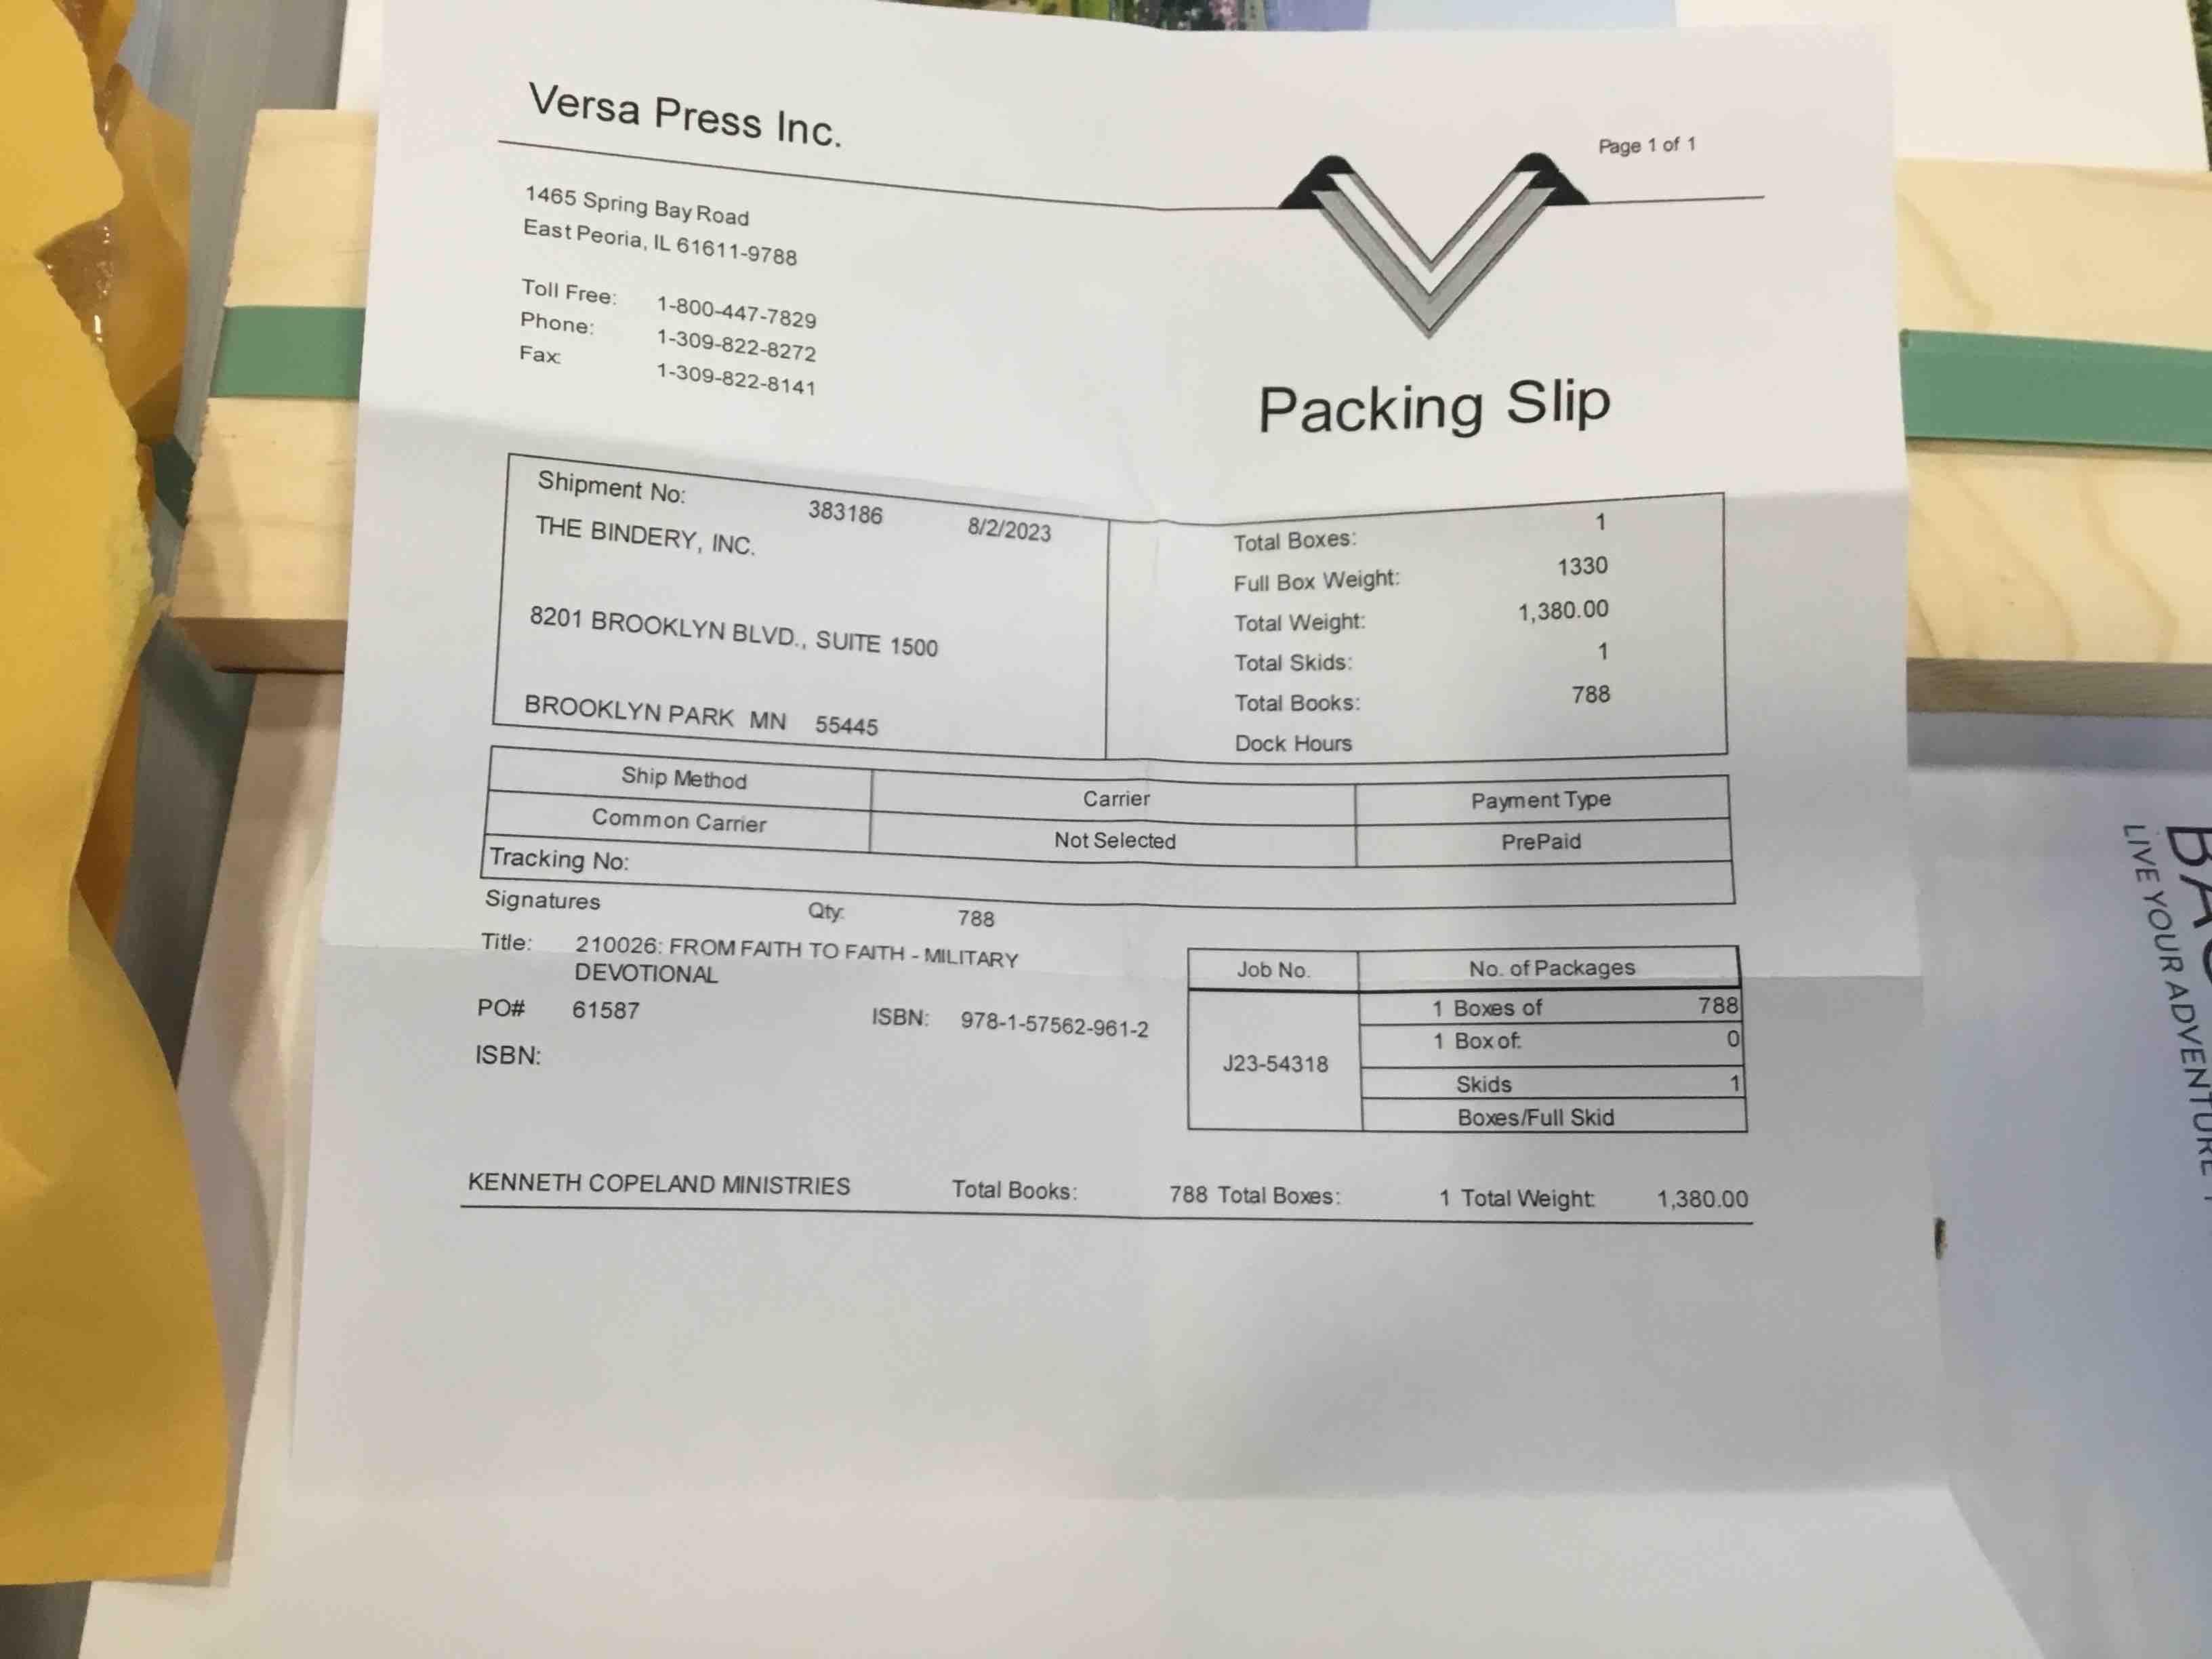 Versa Press Inc.
Page 1 of 1
1465 Spring Bay Road
East Peoria, IL 61611-9788
Toll Free: 1-800-447-7829
Phone: 1-309-822-8272
Fax: 1-309-822-8141
Packing Slip
Shipment No: 383186 8/2/2023
THE BINDERY, INC.
8201 BROOKLYN BLVD., SUITE 1500
BROOKLYN PARK MN 55445
Total Boxes: 1
Full Box Weight: 1330
Total Weight: 1,380.00
Total Skids: 1
Total Books: 788
Dock Hours
Ship Method Carrier Payment Type
Common Carrier Not Selected PrePaid
Tracking No:
Signatures Qty: 788
Title: 210026: FROM FAITH TO FAITH - MILITARY
DEVOTIONAL
PO# 61587 ISBN: 978-1-57562-961-2
ISBN:
Job No. No. of Packages
J23-54318
1 Boxes of 788
1 Box of: 0
Skids 1
Boxes/Full Skid
KENNETH COPELAND MINISTRIES Total Books: 788 Total Boxes: 1 Total Weight: 1,380.00
LIVE YOUR ADVENTURE